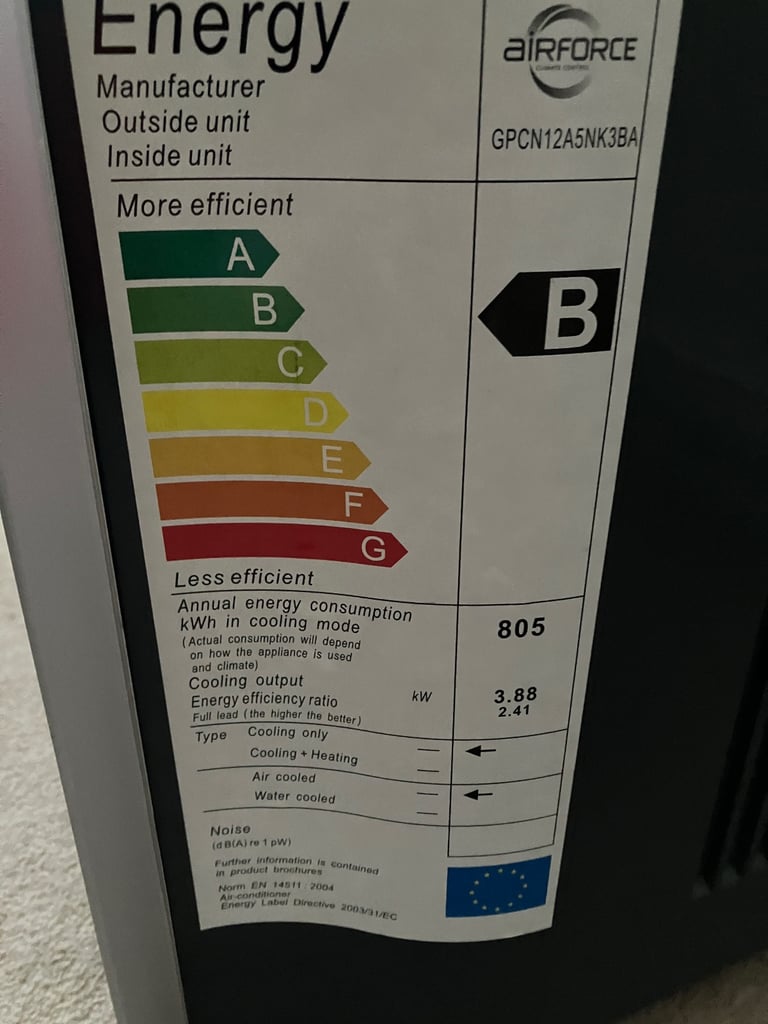 Energy
AIRFORCE
CLIMATE CONTROL
Manufacturer
Outside unit
Inside unit
GPCN12A5NK3BA
More efficient
A
B
B
C
D
E
F
G
Less efficient
Annual energy consumption
kWh in cooling mode
805
(Actual consumption will depend
on how the appliance is used
and climate)
Cooling output
kW
3.88
Energy efficiency ratio
2.41
Full lead (the higher the better)
Type
Cooling only
Cooling + Heating
Air cooled
Water cooled
Noise
(dB(A) re 1 pW)
Further information is contained
in product brochures
Norm EN 14511 : 2004
Air-conditioner
Energy Label Directive 2003/31/EC